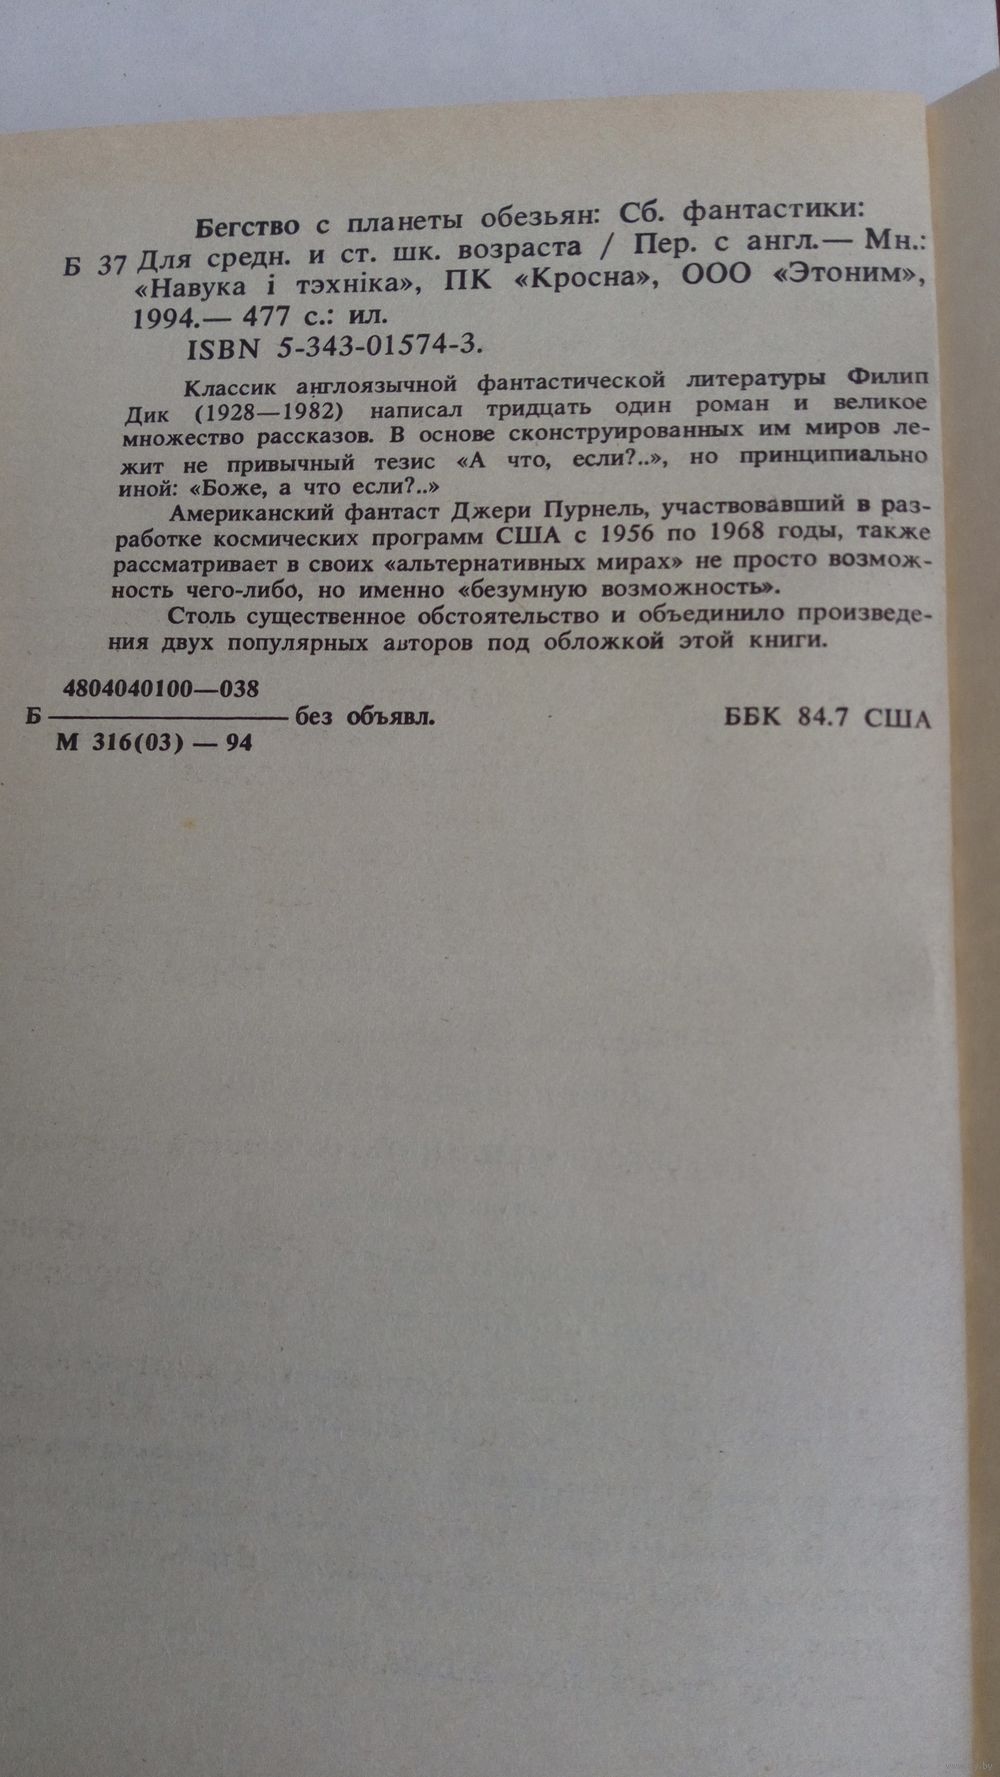 Бегство с планеты обезьян: Сб. фантастики:
Б 37 Для средн. и ст. шк. возраста / Пер. с англ.— Мн.:
«Навука і тэхніка», ПК «Кросна», ООО «Этоним»,
1994.— 477 с.: ил.
ISBN 5-343-01574-3.
Классик англоязычной фантастической литературы Филип
Дик (1928—1982) написал тридцать один роман и великое
множество рассказов. В основе сконструированных им миров ле-
жит не привычный тезис «А что, если?..», но принципиально
иной: «Боже, а что если?..»
Американский фантаст Джери Пурнель, участвовавший в раз-
работке космических программ США с 1956 по 1968 годы, также
рассматривает в своих «альтернативных мирах» не просто возмож-
ность чего-либо, но именно «безумную возможность».
Столь существенное обстоятельство и объединило произведе-
ния двух популярных авторов под обложкой этой книги.
4804040100—038
Б ——— без объявл. ББК 84.7 США
М 316(03) — 94